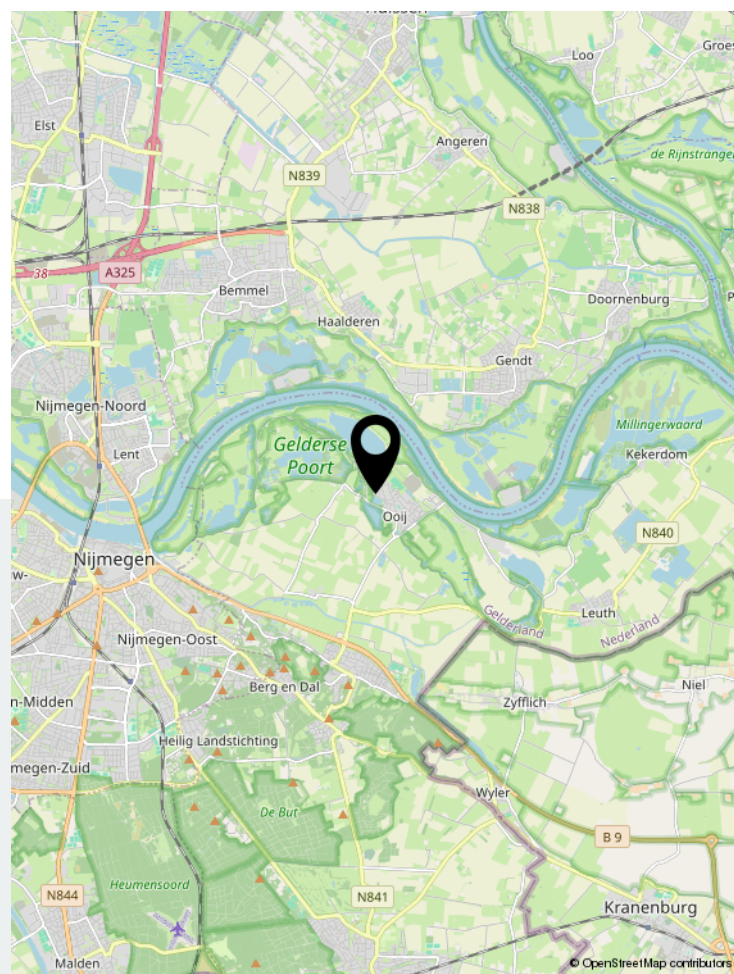 Loo
Elst
Angeren
de Rijnstrangen
N839
N838
38
A325
Bemmel
Doornenburg
Haalderen
Gendt
Nijmegen-Noord
Gelderse
Poort
Millingerwaard
Lent
Kekerdom
Ooij
N840
Nijmegen
Leuth
Gelderland
Nederland
Nijmegen-Oost
Berg en Dal
Niel
Zyfflich
n-Midden
Heilig Landstichting
megen-Zuid
Wyler
De But
B 9
Heumensoord
N844
N841
Kranenburg
Malden
© OpenStreetMap contributors